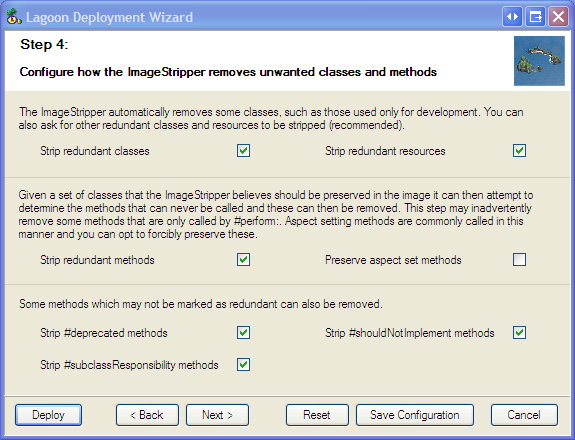 Lagoon Deployment Wizard
Step 4:
Configure how the ImageStripper removes unwanted classes and methods
The ImageStripper automatically removes some classes, such as those used only for development. You can
also ask for other redundant classes and resources to be stripped (recommended).
Strip redundant classes
Strip redundant resources
Given a set of classes that the ImageStripper believes should be preserved in the image it can then attempt to
determine the methods that can never be called and these can then be removed. This step may inadvertently
remove some methods that are only called by #perform:. Aspect setting methods are commonly called in this
manner and you can opt to forcibly preserve these.
Strip redundant methods
Preserve aspect set methods
Some methods which may not be marked as redundant can also be removed.
Strip #deprecated methods
Strip #shouldNotImplement methods
Strip #subclassResponsibility methods
Deploy
< Back
Next >
Reset
Save Configuration
Cancel